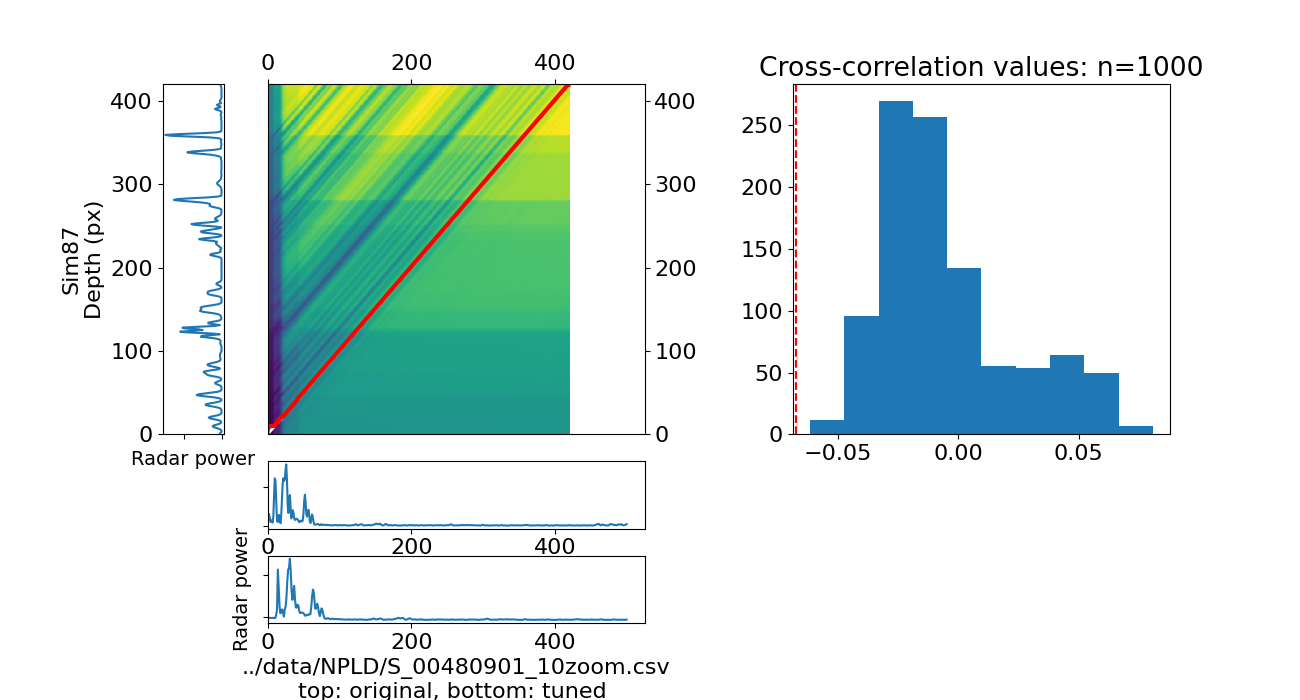 0 200 400
Cross-correlation values: n=1000
400
300
200
100
0
Sim87
Depth (px)
Radar power
400
300
200
100
0
250
200
150
100
50
0
−0.05 0.00 0.05
0 200 400
Radar power
0 200 400
../data/NPLD/S_00480901_10zoom.csv
top: original, bottom: tuned